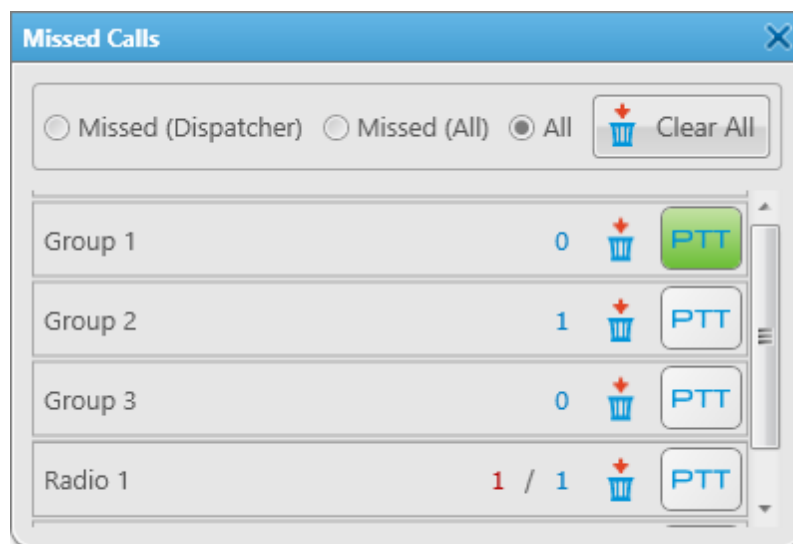 Missed Calls
Missed (Dispatcher) Missed (All) All Clear All
Group 1 0 PTT
Group 2 1 PTT
Group 3 0 PTT
Radio 1 1 / 1 PTT